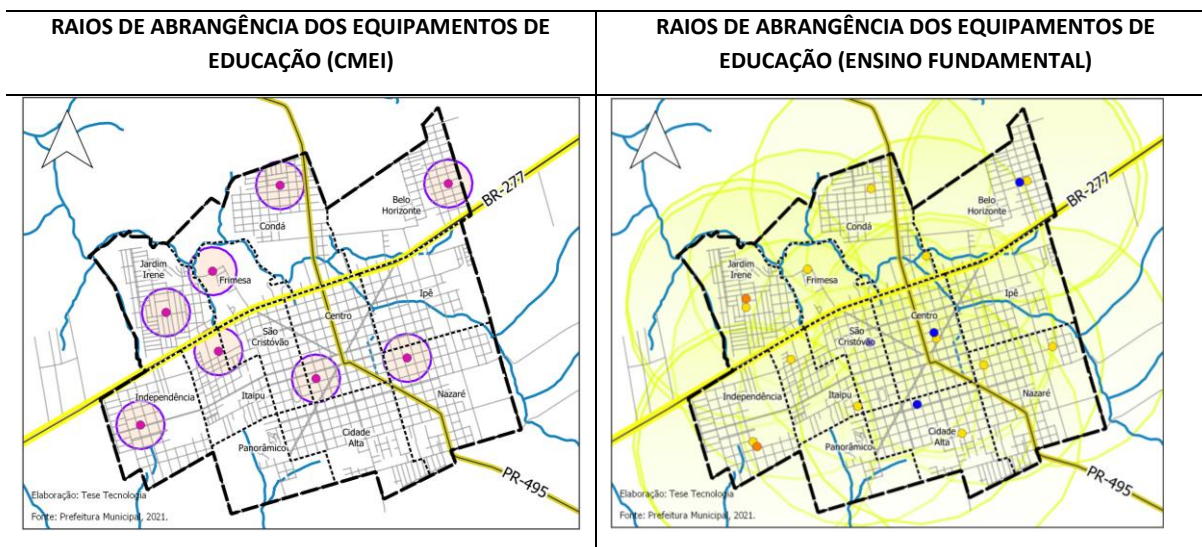 RAIOS DE ABRANGÊNCIA DOS EQUIPAMENTOS DE
EDUCAÇÃO (CMEI)
RAIOS DE ABRANGÊNCIA DOS EQUIPAMENTOS DE
EDUCAÇÃO (ENSINO FUNDAMENTAL)
BR-277
Belo
Horizonte
Condá
Jardim
Irene
Frimesa
Ipê
Centro
São
Cristóvão
Independência
Itaipu
Nazaré
Cidade
Alta
Panorâmico
PR-495
Elaboração: Tese Tecnologia
Fonte: Prefeitura Municipal, 2021.
BR-277
Belo
Horizonte
Condá
Jardim
Irene
Frimesa
Ipê
Centro
São
Cristóvão
Independência
Itaipu
Nazaré
Cidade
Alta
Panorâmico
PR-495
Elaboração: Tese Tecnologia
Fonte: Prefeitura Municipal, 2021.